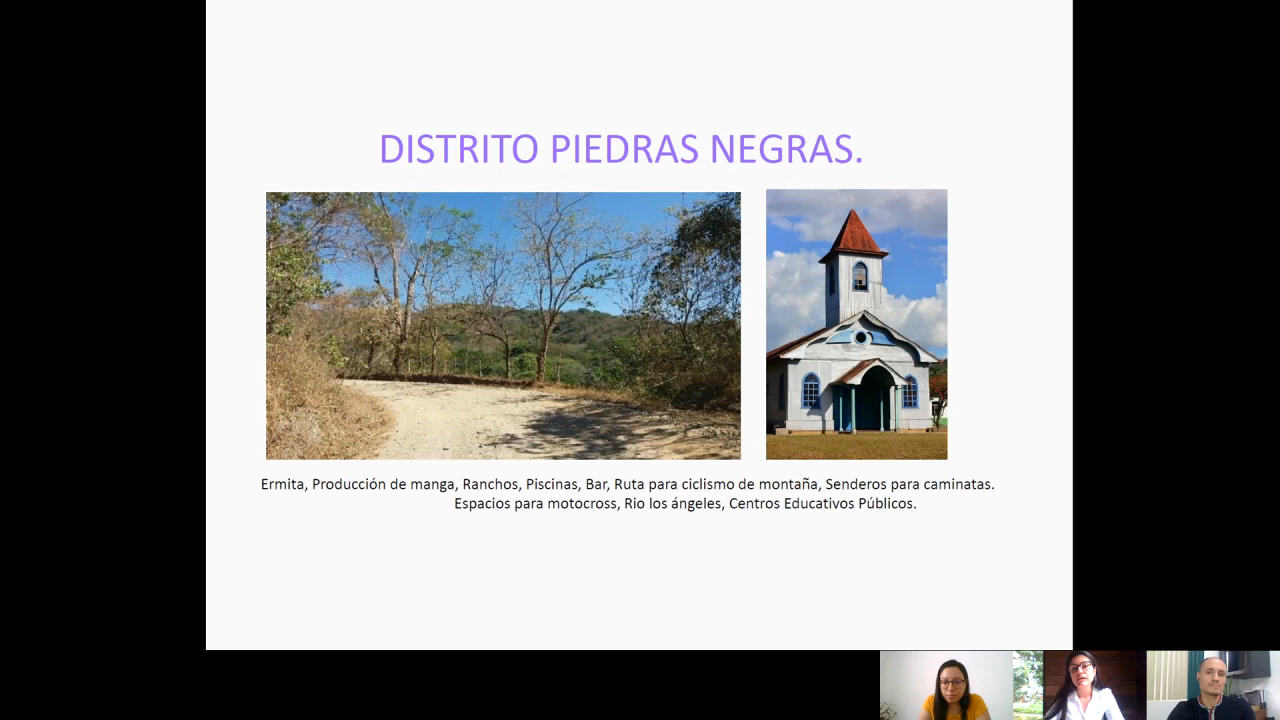 DISTRITO PIEDRAS NEGRAS.
Ermita, Producción de manga, Ranchos, Piscinas, Bar, Ruta para ciclismo de montaña, Senderos para caminatas.
Espacios para motocross, Rio los ángeles, Centros Educativos Públicos.